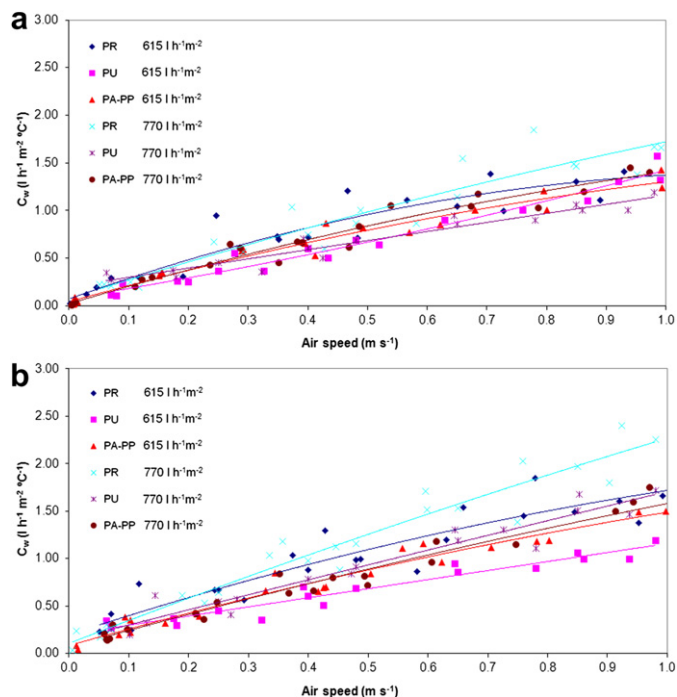 a
3.00
2.50
2.00
1.50
1.00
0.50
0.00
Cw (l h-1 m-2 ºC-1)
PR 615 l h-1m-2
PU 615 l h-1m-2
PA-PP 615 l h-1m-2
PR 770 l h-1m-2
PU 770 l h-1m-2
PA-PP 770 l h-1m-2
0.0 0.1 0.2 0.3 0.4 0.5 0.6 0.7 0.8 0.9 1.0
Air speed (m s-1)
b
3.00
2.50
2.00
1.50
1.00
0.50
0.00
Cw (l h-1 m-2 ºC-1)
PR 615 l h-1m-2
PU 615 l h-1m-2
PA-PP 615 l h-1m-2
PR 770 l h-1m-2
PU 770 l h-1m-2
PA-PP 770 l h-1m-2
0.0 0.1 0.2 0.3 0.4 0.5 0.6 0.7 0.8 0.9 1.0
Air speed (m s-1)